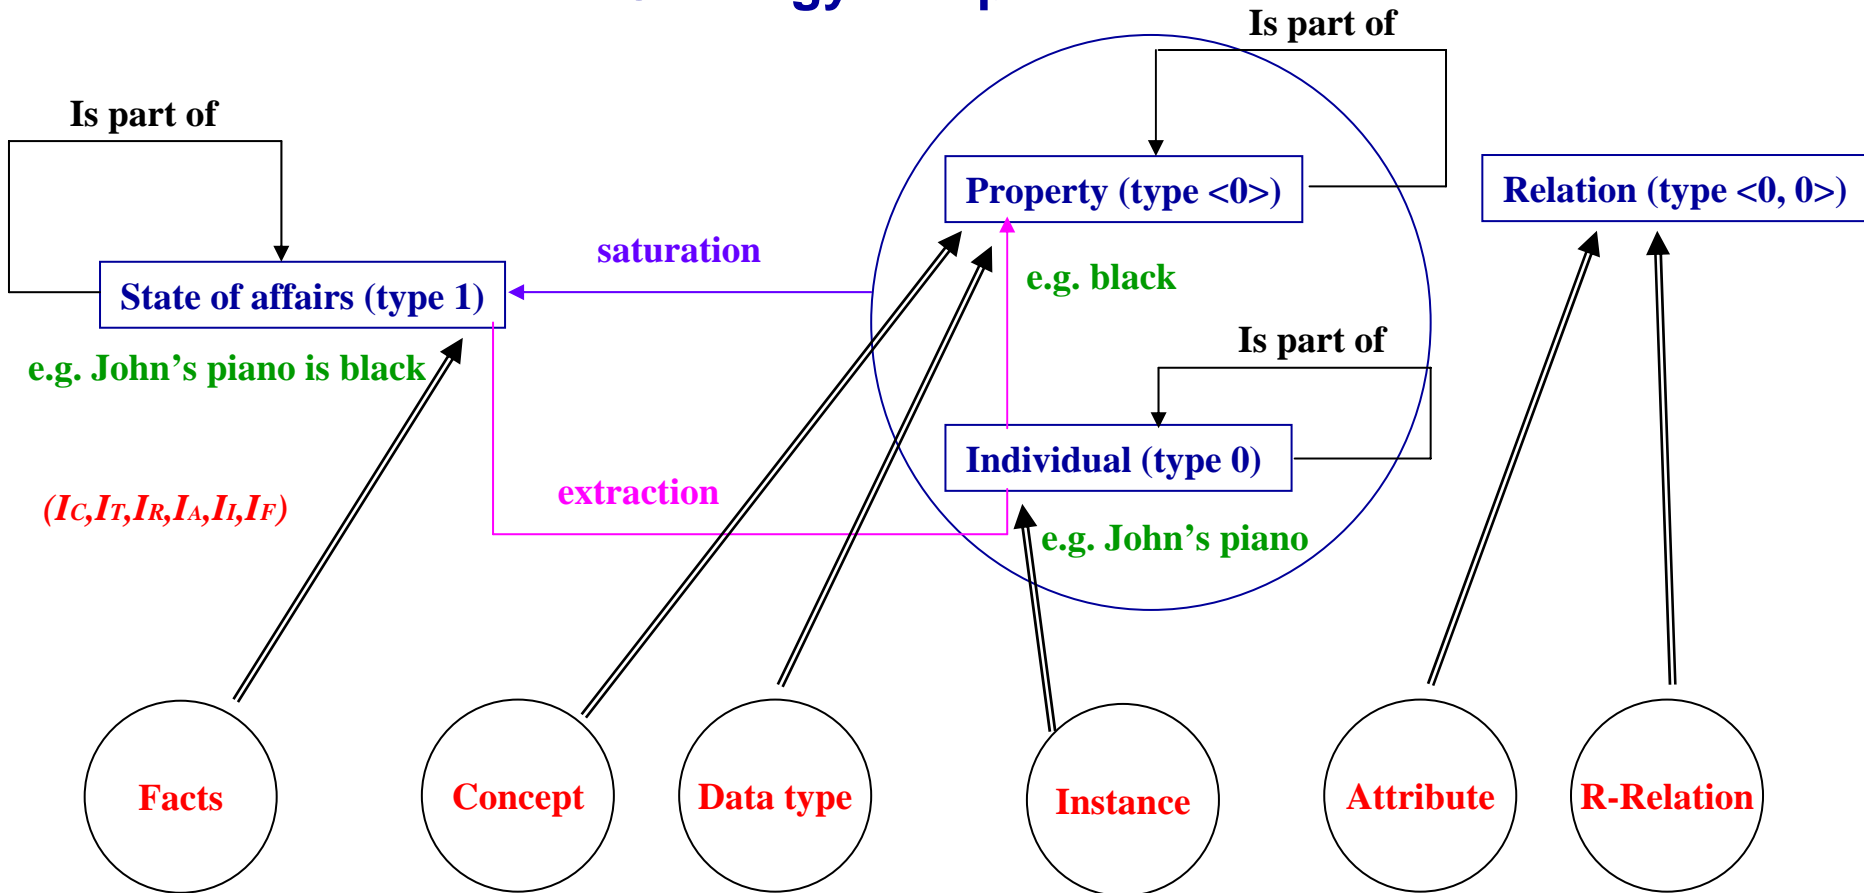 Is part of
Is part of
Property (type <0>)
Relation (type <0, 0>)
saturation
e.g. black
State of affairs (type 1)
Is part of
e.g. John's piano is black
Individual (type 0)
extraction
(IC,IT,IR,IA,II,IF)
e.g. John's piano
Facts
Concept
Data type
Instance
Attribute
R-Relation